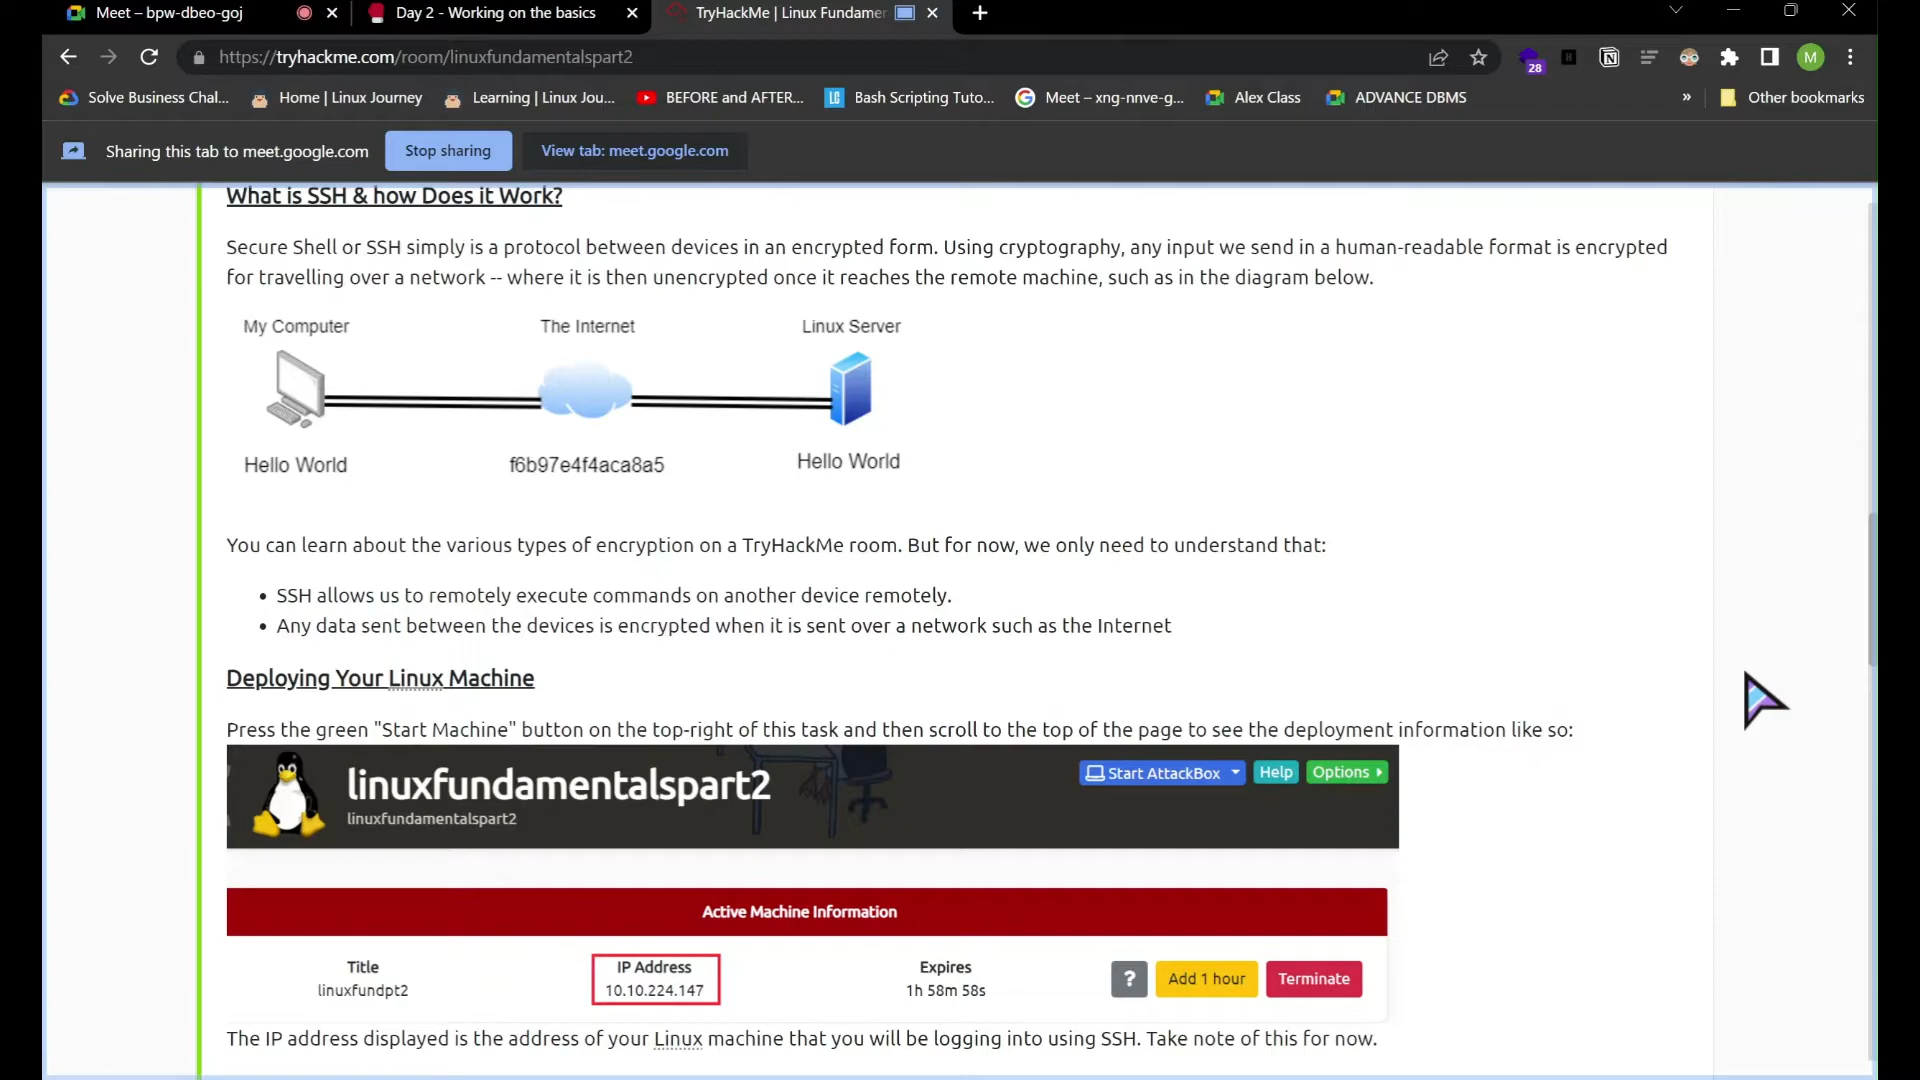 Meet – bpw-dbeo-goj
Day 2 - Working on the basics
TryHackMe | Linux Fundamer
https://tryhackme.com/room/linuxfundamentalspart2
28
M
Solve Business Chal...
Home | Linux Journey
Learning | Linux Jou...
BEFORE and AFTER...
LC
Bash Scripting Tuto...
Meet – xng-nnve-g...
Alex Class
ADVANCE DBMS
»
Other bookmarks
Sharing this tab to meet.google.com
Stop sharing
View tab: meet.google.com
What is SSH & how Does it Work?
Secure Shell or SSH simply is a protocol between devices in an encrypted form. Using cryptography, any input we send in a human-readable format is encrypted
for travelling over a network -- where it is then unencrypted once it reaches the remote machine, such as in the diagram below.
My Computer
The Internet
Linux Server
Hello World
f6b97e4f4aca8a5
Hello World
You can learn about the various types of encryption on a TryHackMe room. But for now, we only need to understand that:
• SSH allows us to remotely execute commands on another device remotely.
• Any data sent between the devices is encrypted when it is sent over a network such as the Internet
Deploying Your Linux Machine
Press the green "Start Machine" button on the top-right of this task and then scroll to the top of the page to see the deployment information like so:
linuxfundamentalspart2
linuxfundamentalspart2
Start AttackBox
Help
Options
Active Machine Information
Title
linuxfundpt2
IP Address
10.10.224.147
Expires
1h 58m 58s
?
Add 1 hour
Terminate
The IP address displayed is the address of your Linux machine that you will be logging into using SSH. Take note of this for now.